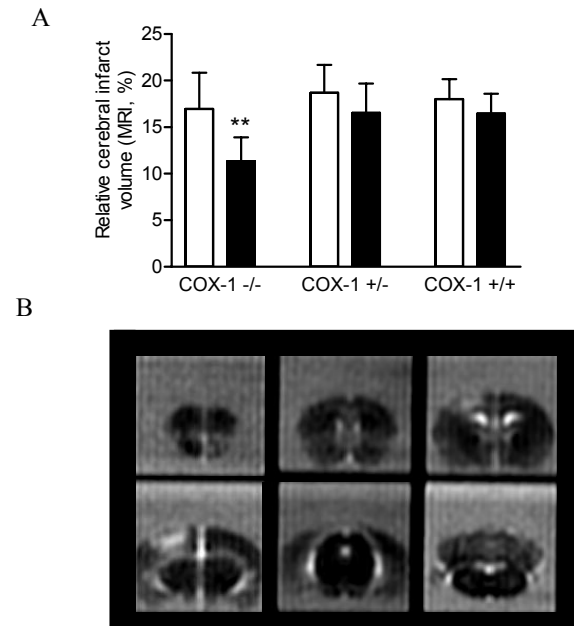 A
Relative cerebral infarct
volume (MRI, %)
25
20
15
10
5
0
**
COX-1 -/-
COX-1 +/-
COX-1 +/+
B